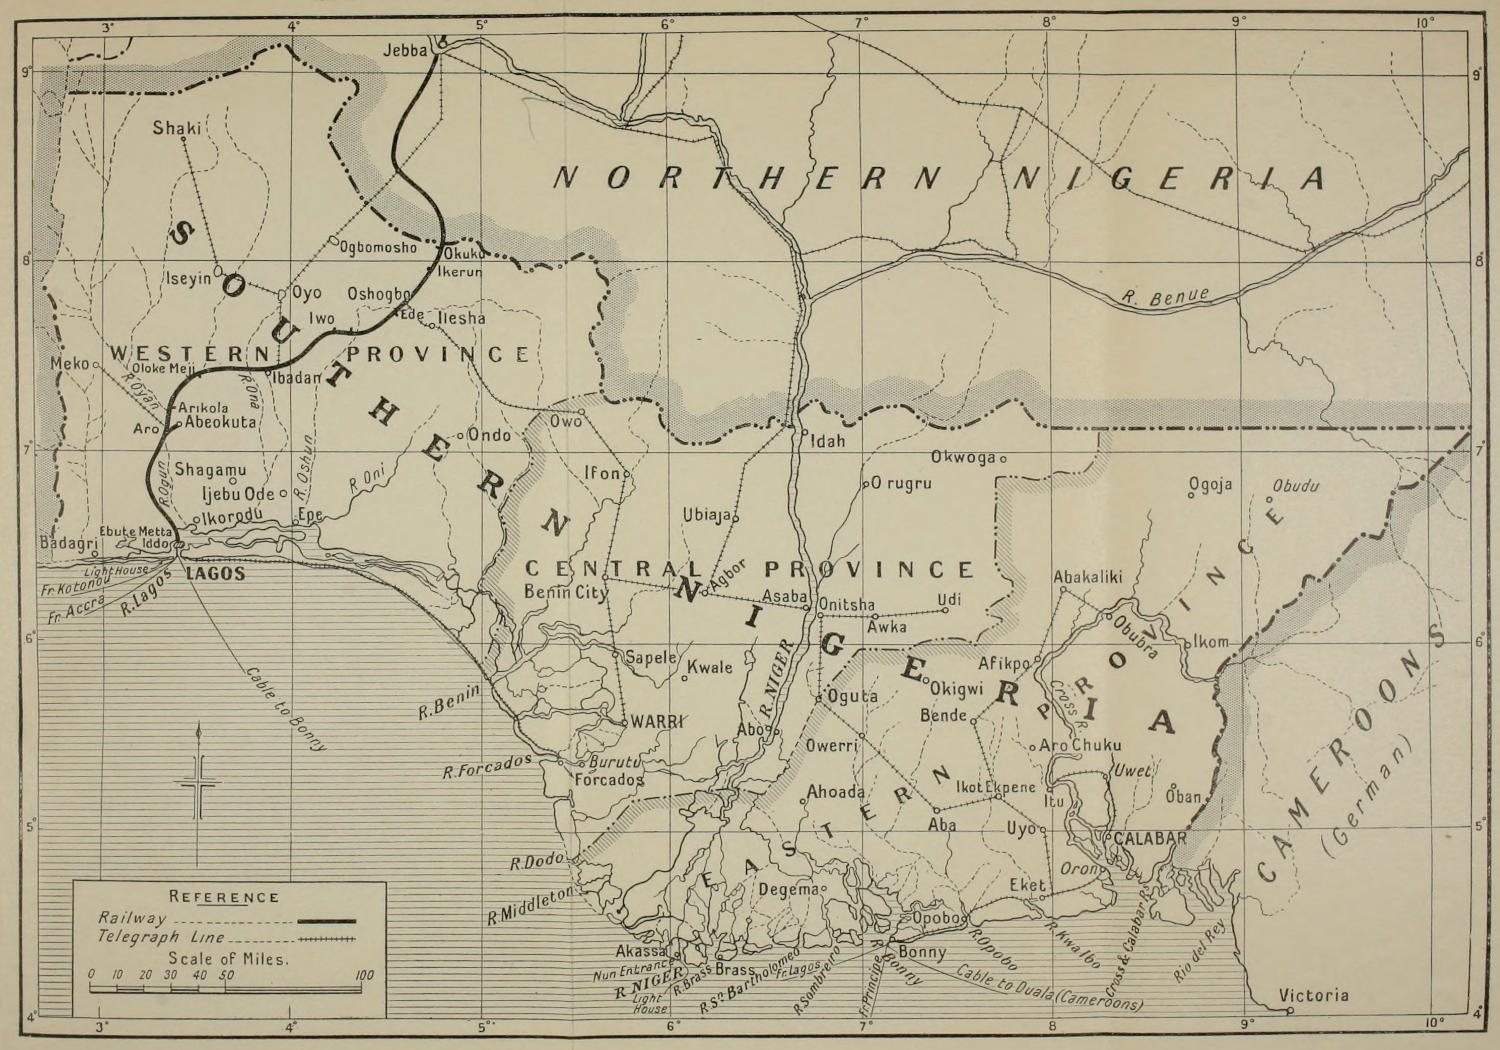 3° 4° 5° 6° 7° 8° 9° 10°
9° 9°
Jebba
Shaki
NORTHERN NIGERIA
SOUTHERN NIGERIA
Ogbomosho
8° 8°
Okuku
Ikerun
Iseyin
Oyo
Oshogbo
R. Benue
Iwo
Ede
Ilesha
WESTERN PROVINCE
Meko
Oloke Meji
Ibadan
R. Oyan
R. Ona
Arikola
Abeokuta
Aro
Owo
Ondo
Idah
7° 7°
Okwoga
Shagamu
R. Ogun
R. Oshun
R. Oni
Ifon
Orugru
Ogoja
Obudu
Ijebu Ode
Ikorodu
Epe
Ubiaja
Ebute Metta
Iddo
Badagri
Light House
LAGOS
Fr. Kotonou
Fr. Accra
R. Lagos
CENTRAL PROVINCE
Benin City
Agbor
Asaba
Onitsha
Udi
Awka
Abakaliki
Obubra
Ikom
6° 6°
Sapele
Kwale
R. NIGER
Afikpo
Okigwi
Cross R.
Cable to Bonny
R. Benin
Oguta
Bende
WARRI
Abo
Owerri
Aro Chuku
R. Forcados
Burutu
Forcados
Uwet
Ahoada
Ikot Ekpene
Itu
Oban
EASTERN PROVINCE
CAMEROONS
(German)
5° 5°
Aba
Uyo
CALABAR
R. Dodo
Oron
R. Middleton
Degema
Eket
Opobo
REFERENCE
Railway
Telegraph Line
Scale of Miles.
0 10 20 30 40 50 100
Akassa
Nun Entrance
R. NIGER
Light
House
R. Brass
Brass
R. St. Bartholomeo
Fr. Lagos
R. Sombreiro
Fr. Principe
R. Bonny
Bonny
R. Opobo
R. Kwa Ibo
Cross & Calabar Rs.
Rio del Rey
Cable to Duala (Cameroons)
Victoria
4° 4°
3° 4° 5° 6° 7° 8 9° 10°